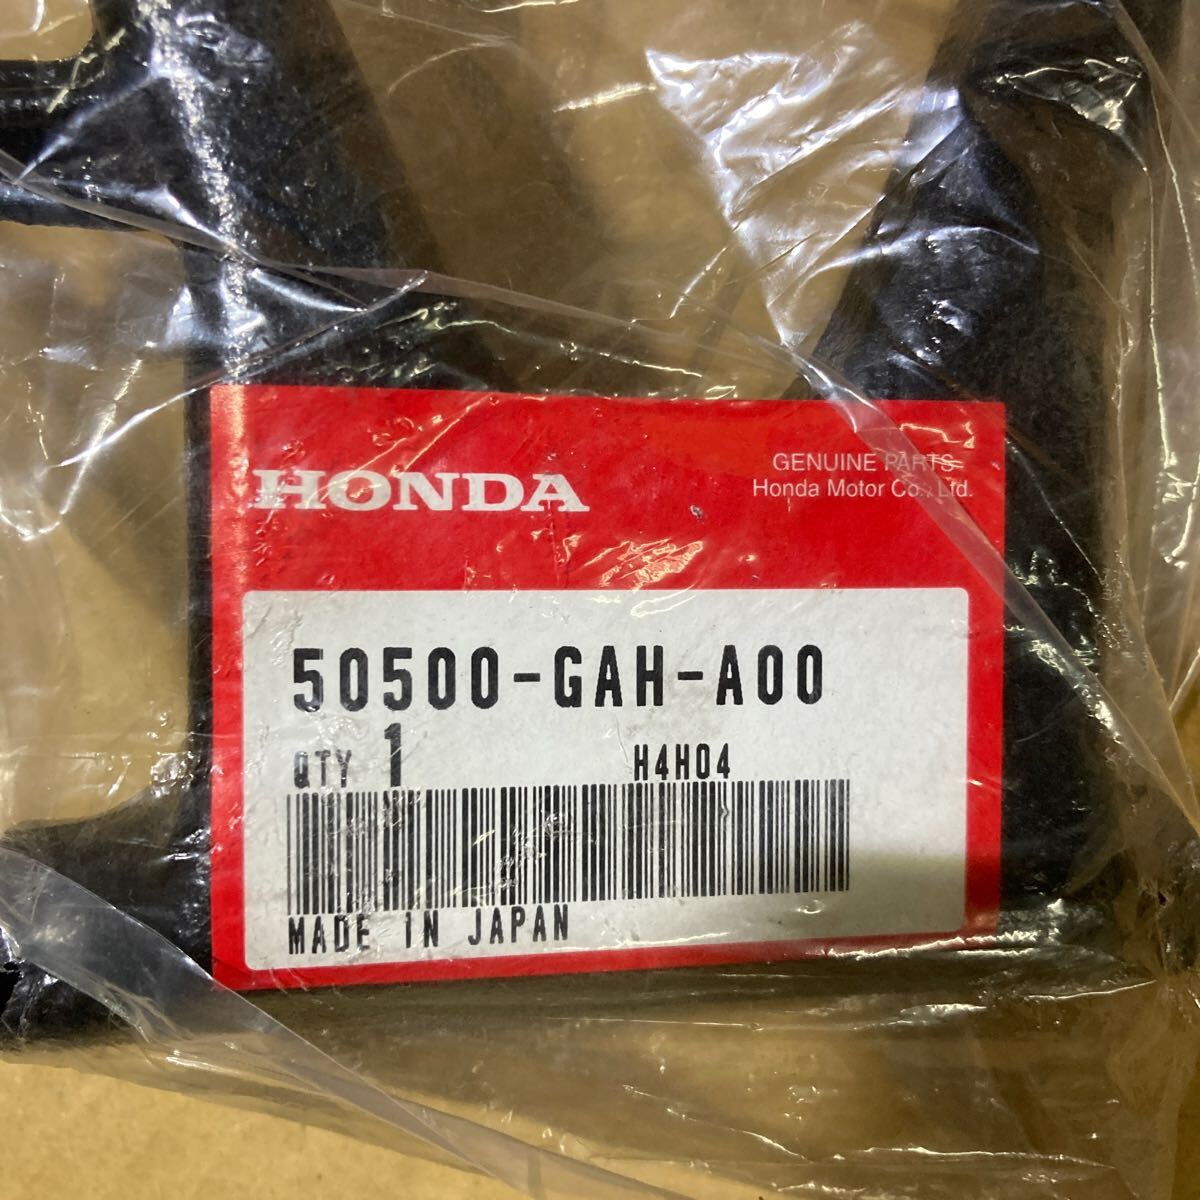 HONDA
GENUINE PARTS
Honda Motor Co., Ltd.
50500-GAH-A00
QTY 1 H4H04
MADE IN JAPAN